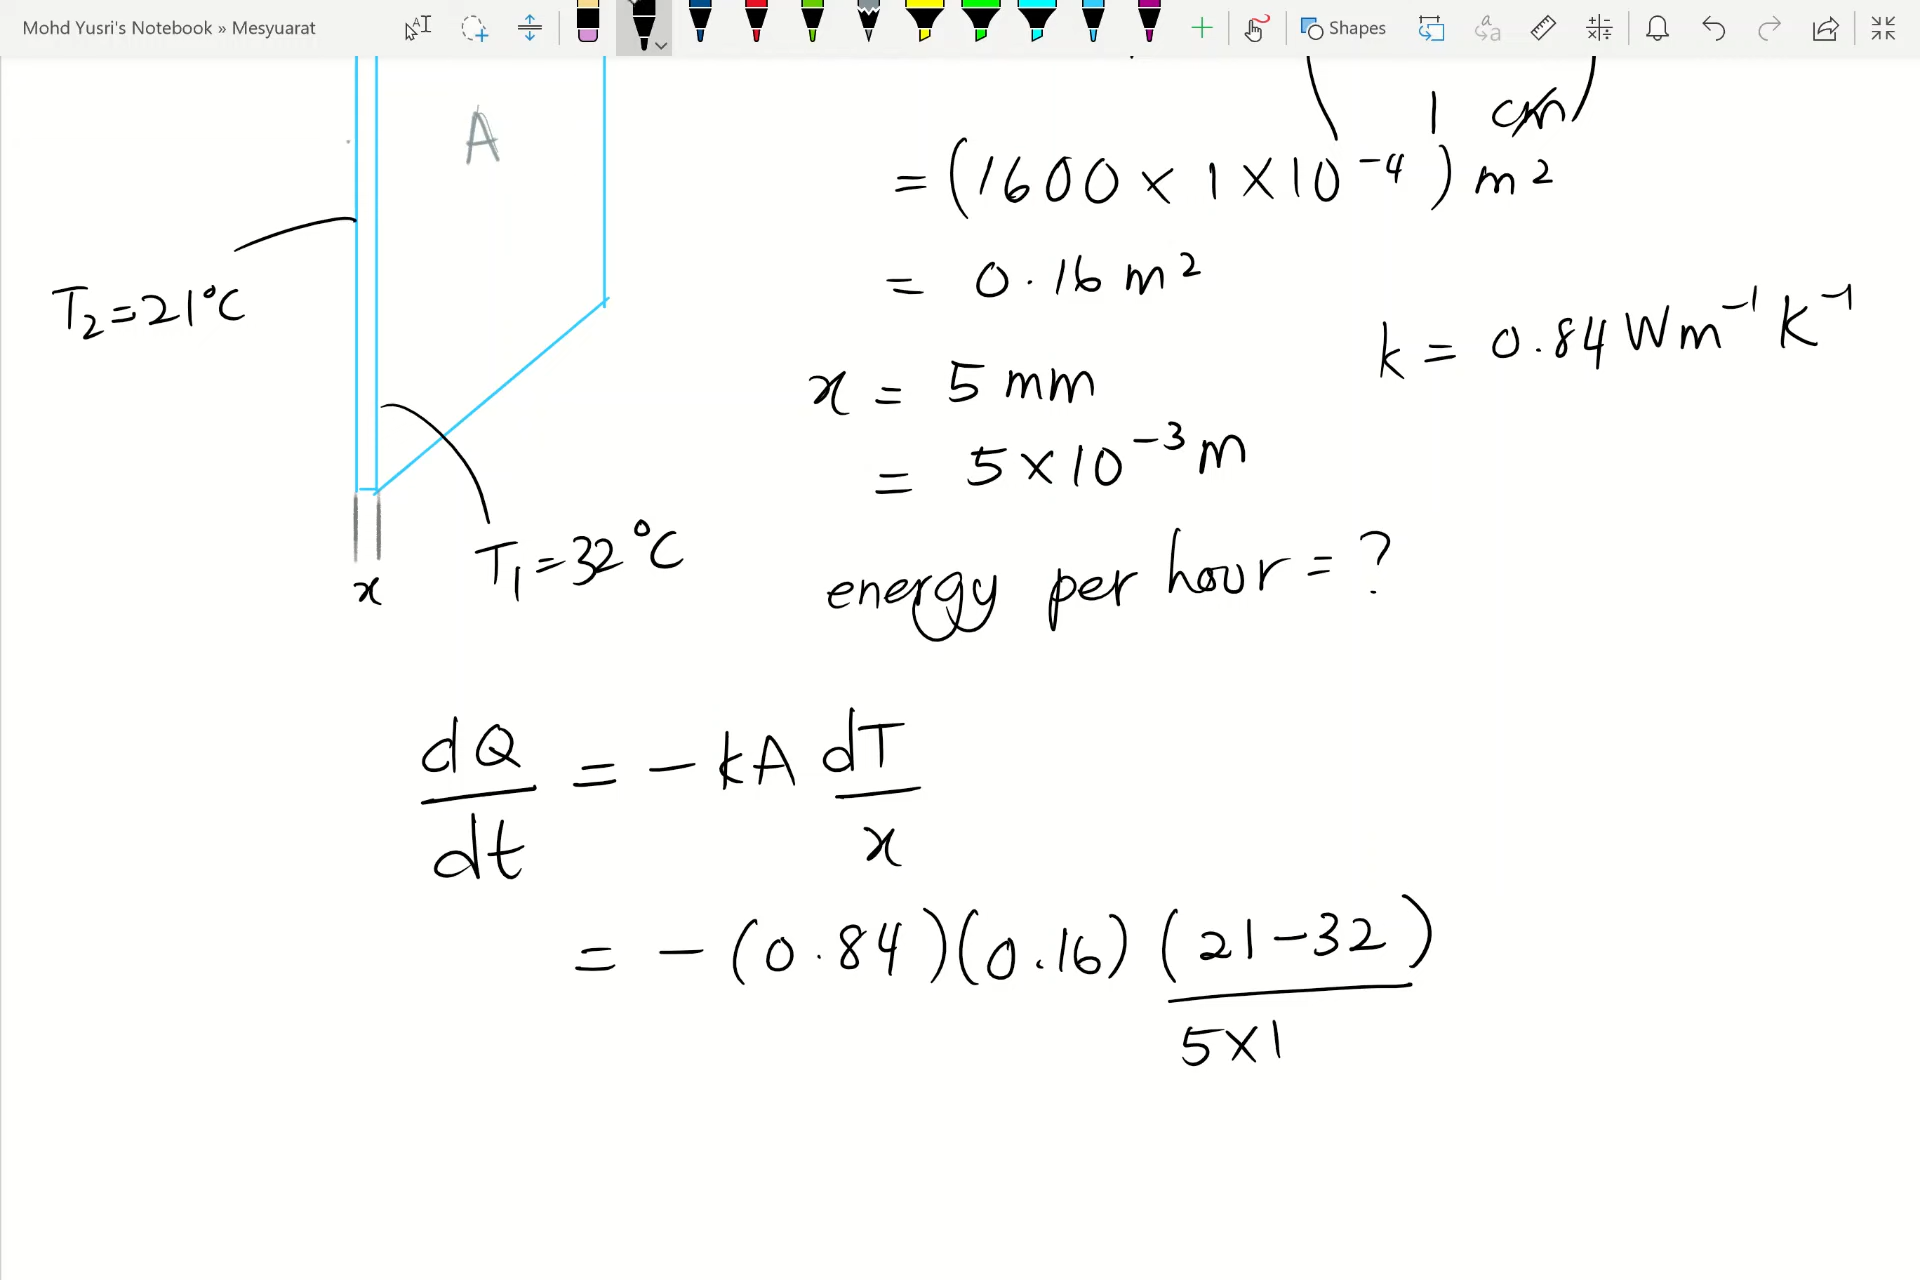 Mohd Yusri's Notebook » Mesyuarat
Shapes
A
1 cm
= (1600 × 1 × 10⁻⁴) m²
= 0.16 m²
T₂ = 21°C
k = 0.84 Wm⁻¹ K⁻¹
x = 5 mm
= 5 × 10⁻³ m
T₁ = 32°C
x
energy per hour = ?
dQ/dt = -kA dT/x
= -(0.84)(0.16) (21-32)
5×1